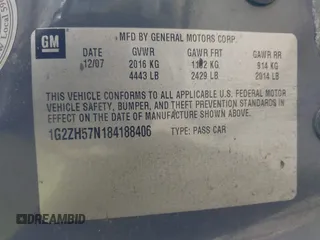 GM
MFD BY GENERAL MOTORS CORP.
DATE GVWR GAWR FRT GAWR RR
12/07 2016 KG 1102 KG 914 KG
4443 LB 2429 LB 2014 LB
THIS VEHICLE CONFORMS TO ALL APPLICABLE U.S. FEDERAL MOTOR
VEHICLE SAFETY, BUMPER, AND THEFT PREVENTION STANDARDS
IN EFFECT ON THE DATE OF MANUFACTURE SHOWN ABOVE.
1G2ZH57N184188406 TYPE: PASS CAR
DREAMBID